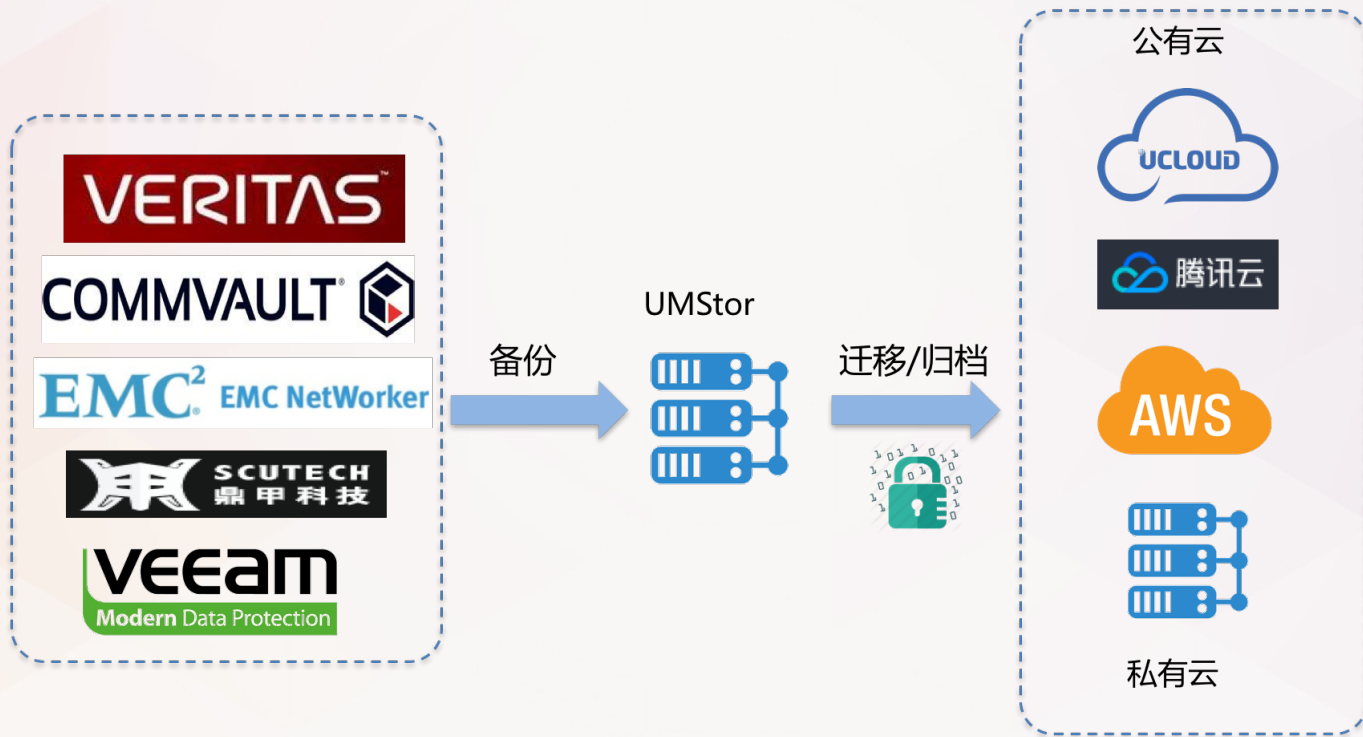 VERITAS™
COMMVAULT®
EMC² EMC NetWorker
SCUTECH
鼎甲科技
veeam
Modern Data Protection
备份
UMStor
迁移/归档
公有云
UCLOUD
腾讯云
AWS
私有云